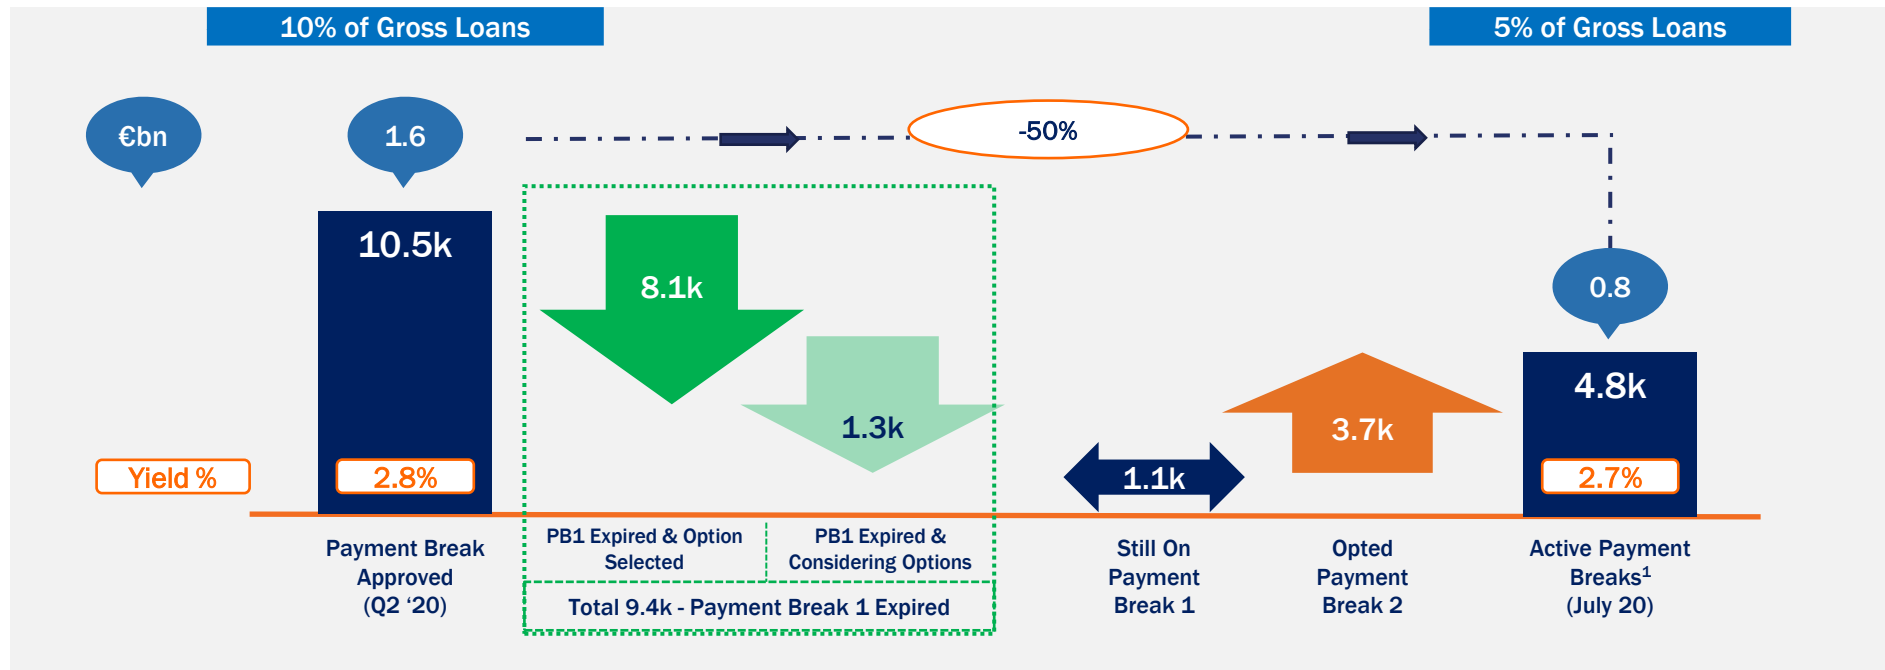 10% of Gross Loans
5% of Gross Loans
€bn
1.6
-50%
10.5k
8.1k
1.3k
1.1k
3.7k
0.8
4.8k
Yield %
2.8%
2.7%
Payment Break
Approved
(Q2 ‘20)
PB1 Expired & Option
Selected
PB1 Expired &
Considering Options
Total 9.4k - Payment Break 1 Expired
Still On
Payment
Break 1
Opted
Payment
Break 2
Active Payment
Breaks¹
(July 20)